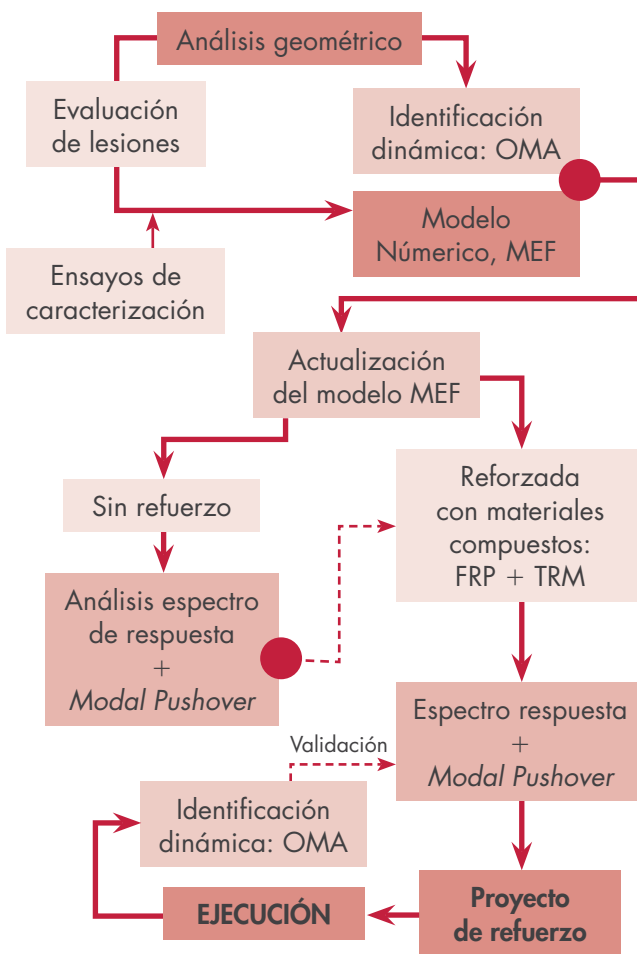 Análisis geométrico
Evaluación
de lesiones
Identificación
dinámica: OMA
Modelo
Númerico, MEF
Ensayos de
caracterización
Actualización
del modelo MEF
Sin refuerzo
Reforzada
con materiales
compuestos:
FRP + TRM
Análisis espectro
de respuesta
+
Modal Pushover
Espectro respuesta
+
Modal Pushover
Validación
Identificación
dinámica: OMA
EJECUCIÓN
Proyecto
de refuerzo